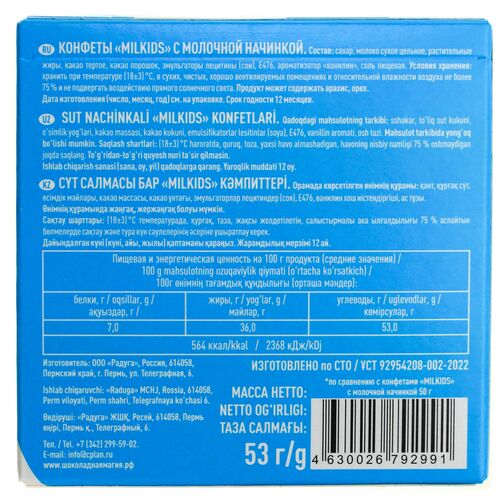 RU КОНФЕТЫ «MILKIDS» С МОЛОЧНОЙ НАЧИНКОЙ. Состав: сахар, молоко сухое цельное, растительные
жиры, какао тертое, какао порошок, эмульгаторы лецитины (соя), Е476, ароматизатор «ванилин», соль пищевая. Условия хранения:
хранить при температуре (18±3)°С, в сухих, чистых, хорошо вентилируемых помещениях и относительной влажности воздуха не более
75 % и не подвергать воздействию прямого солнечного света. Продукт может содержать арахис, орех.
Дата изготовления (число, месяц, год) см. на упаковке. Срок годности 12 месяцев.
UZ SUT NACHINKALI «MILKIDS» KONFETLARI. Qadoqdagi mahsulotning tarkibi: sshakar, to'liq sut kukuni,
o'simlik yog'lari, kakao massasi, kakao kukuni, emulsifikatorlar lesitinlar (soya), E476, vanilin aromati, osh tuzi. Mahsulot tarkibida yong'oq
bo'lishi mumkin. Saqlash shartlari: (18±3) °C haroratda, quruq, toza, yaxshi havo almashinadigan, havoning nisbiy namligi 75 % oshmaydigan
joqda saqlang. To'g'ridan-to'g'ri quyosh nuri ta'sir qilmasin.
Ishlab chiqarish sanasi (sana, oy, yil) qadoqlarga qarang. Yaroqlik muddati 12 oy.
KZ СҮТ САЛМАСЫ БАР «MILKIDS» КӘМПИТТЕРІ. Орамада көрсетілген өнімнің құрамы: қант, құрғақ сүт,
өсімдік майлары, какао массасы, какао ұнтағы, эмульгаторлар лецитиндер (соя), Е476, ванилин хош иістендіргіші, ас тұзы.
Өнімнің құрамында жаңғақ, жержаңғақ болуы мүмкін.
Сақтау шарттары: (18±3) °С температурада, құрғақ, таза, жақсы желдетілетін, салыстырмалы ауа ылғалдылығы 75 % аспайтын
бөлмелерде сақтау және тура күн сәулелерінің әсеріне ұшыратпау керек.
Дайындалған күні (күні, айы, жылы) қаптаманы қараңыз. Жарамдылық мерзімі 12 ай.
Пищевая и энергетическая ценность на 100 г продукта (средние значения) /
100 g mahsulotning ozuqaviylik qiymati (o'rtacha ko'rsatkich) /
100г өнімнің тағамдық құндылығы (орташа мәндер):
белки, г / oqsillar, g / ақуыздар, г/ жиры, г / yog'lar, g / майлар, г углеводы, г / uglevodlar, g / көмірсулар, г
7,0 36,0 53,0
564 ккал/kkal / 2368 кДж/kDj
Изготовитель: ООО «Радуга», Россия, 614058,
Пермский край, г. Пермь, ул. Телеграфная, 6.
Ishlab chiqaruvchi: «Raduga» MCHJ, Rossia, 614058,
Perm viloyati, Perm shahri, Telegrafnaya ko'chasi 6.
Өндіруші: «Радуга» ЖШҚ, Ресей, 614058, Пермь
өңірі, Пермь қ., Телеграфный, 6.
Тел./Tel.: +7 (342) 299-59-02.
E-mail: info@cplan.ru
www.шоколаднаямагия.рф
ИЗГОТОВЛЕНО по СТО / ҰСТ 92954208-002-2022
*по сравнению с конфетами «MILKIDS»
с молочной начинкой 50 г
МАССА НЕТТО:
NETTO OG'IRLIGI:
ТАЗА САЛМАҒЫ:
53 г/g
4 630026 792991